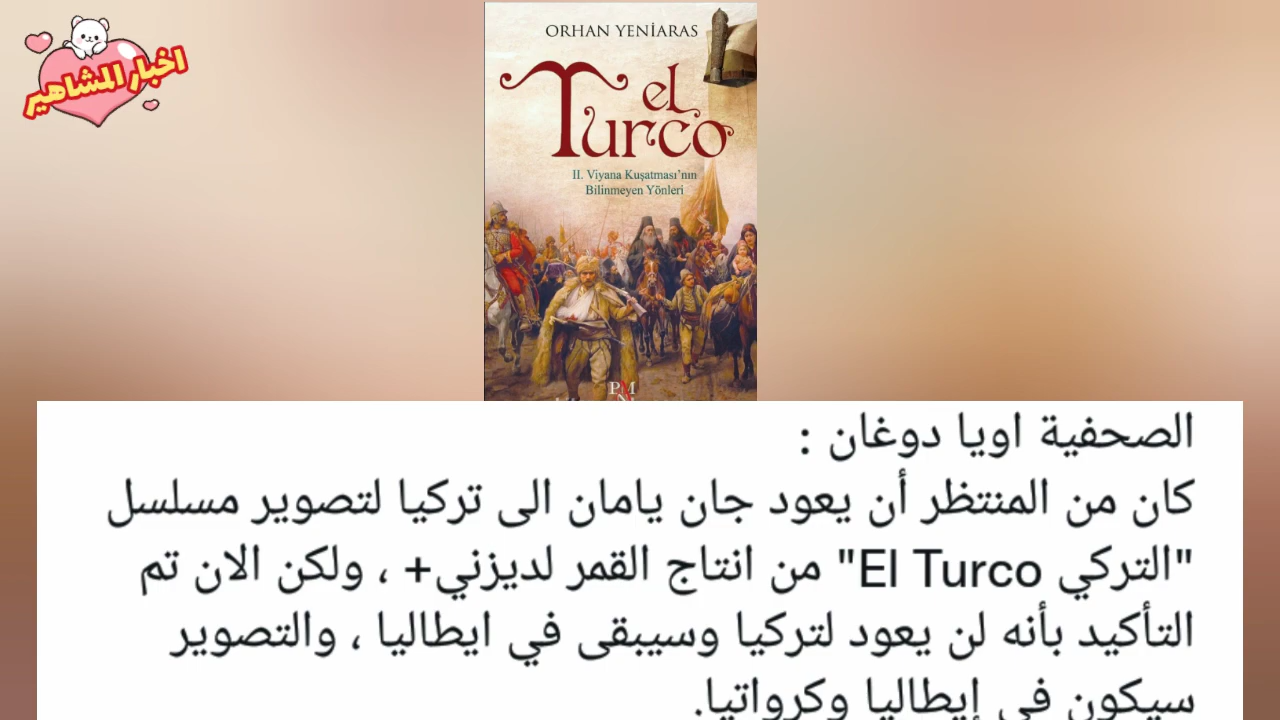 اخبار المشاهير
ORHAN YENİARAS
el
Turco
II. Viyana Kuşatması'nın
Bilinmeyen Yönleri
الصحفية اويا دوغان :
كان من المنتظر أن يعود جان يامان الى تركيا لتصوير مسلسل
"التركي El Turco" من انتاج القمر لديزني+ ، ولكن الان تم
التأكيد بأنه لن يعود لتركيا وسيبقى في ايطاليا ، والتصوير
سيكون في إيطاليا وكرواتيا.